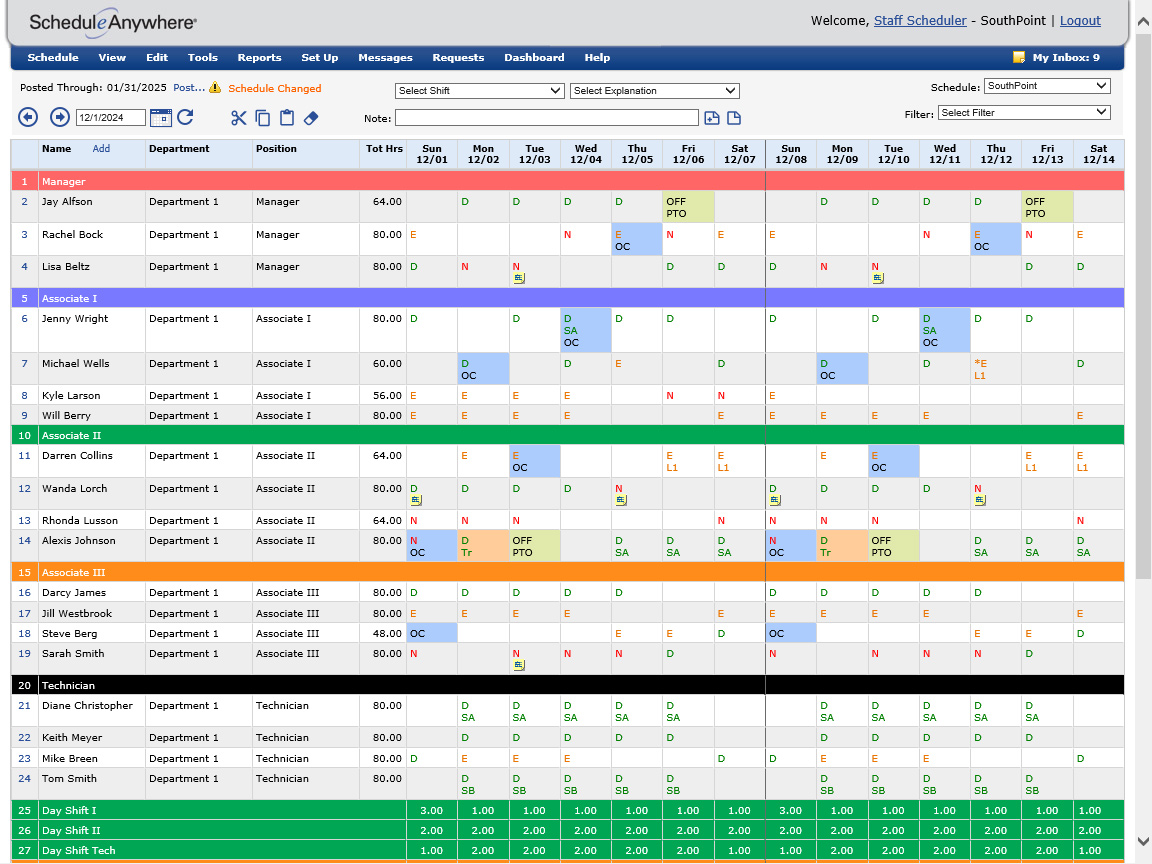 ScheduleAnywhere
Welcome, Staff Scheduler - SouthPoint | Logout
Schedule View Edit Tools Reports Set Up Messages Requests Dashboard Help My Inbox: 9
Posted Through: 01/31/2025 Post... Schedule Changed Select Shift Select Explanation Schedule: SouthPoint
12/1/2024 Note: Filter: Select Filter
Name Add Department Position Tot Hrs Sun Mon Tue Wed Thu Fri Sat Sun Mon Tue Wed Thu Fri Sat
12/01 12/02 12/03 12/04 12/05 12/06 12/07 12/08 12/09 12/10 12/11 12/12 12/13 12/14
1 Manager
2 Jay Alfson Department 1 Manager 64.00 D D D D OFF D D D D OFF
PTO PTO
3 Rachel Bock Department 1 Manager 80.00 E N E N E E N E N E
OC OC
4 Lisa Beltz Department 1 Manager 80.00 D N N D D D N N D D
5 Associate I
6 Jenny Wright Department 1 Associate I 80.00 D D D D D D D D D D
SA SA
OC OC
7 Michael Wells Department 1 Associate I 60.00 D D E D D D *E D
OC OC L1
8 Kyle Larson Department 1 Associate I 56.00 E E E E N N E
9 Will Berry Department 1 Associate I 80.00 E E E E E E E E E E
10 Associate II
11 Darren Collins Department 1 Associate II 64.00 E E E E E E E E
OC L1 L1 OC L1 L1
12 Wanda Lorch Department 1 Associate II 80.00 D D D D N D D D D N
13 Rhonda Lusson Department 1 Associate II 64.00 N N N N N N N N
14 Alexis Johnson Department 1 Associate II 80.00 N D OFF D D D N D OFF D D D
OC Tr PTO SA SA SA OC Tr PTO SA SA SA
15 Associate III
16 Darcy James Department 1 Associate III 80.00 D D D D D D D D D D
17 Jill Westbrook Department 1 Associate III 80.00 E E E E E E E E E E
18 Steve Berg Department 1 Associate III 48.00 OC E E D OC E E D
19 Sarah Smith Department 1 Associate III 80.00 N N N N D N N N N D
20 Technician
21 Diane Christopher Department 1 Technician 80.00 D D D D D D D D D D
SA SA SA SA SA SA SA SA SA SA
22 Keith Meyer Department 1 Technician 80.00 D D D D D D D D D D
23 Mike Breen Department 1 Technician 80.00 D E E E D D E E E D
24 Tom Smith Department 1 Technician 80.00 D D D D D D D D D D
SB SB SB SB SB SB SB SB SB SB
25 Day Shift I 3.00 1.00 1.00 1.00 1.00 1.00 1.00 3.00 1.00 1.00 1.00 1.00 1.00 1.00
26 Day Shift II 2.00 2.00 2.00 2.00 2.00 2.00 2.00 2.00 2.00 2.00 2.00 2.00 2.00 2.00
27 Day Shift Tech 1.00 2.00 2.00 2.00 2.00 2.00 1.00 1.00 2.00 2.00 2.00 2.00 2.00 1.00